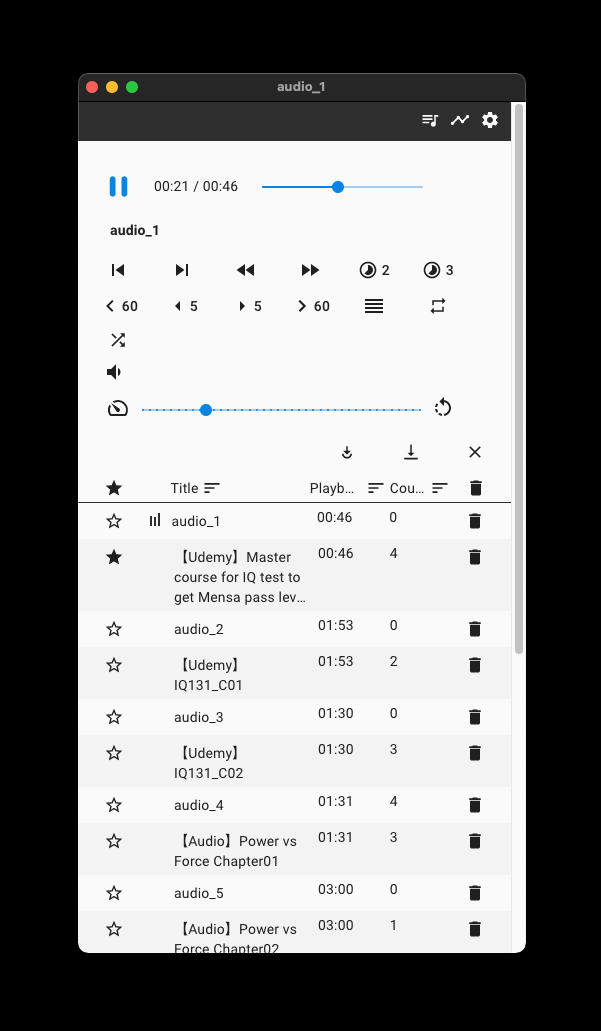 audio_1
00:21 / 00:46
audio_1
2 3
60 5 5 60
Title Playb... Cou...
audio_1 00:46 0
【Udemy】Master 00:46 4
course for IQ test to
get Mensa pass lev...
audio_2 01:53 0
【Udemy】 01:53 2
IQ131_C01
audio_3 01:30 0
【Udemy】 01:30 3
IQ131_C02
audio_4 01:31 4
【Audio】Power vs 01:31 3
Force Chapter01
audio_5 03:00 0
【Audio】Power vs 03:00 1
Force Chapter02